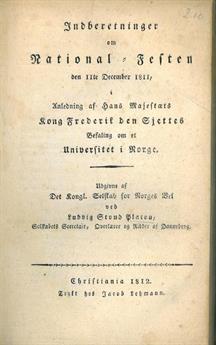 Indberetninger
om
National-Festen
den 11te December 1811,
i
Anledning af Hans Majestæts
Kong Frederik den Sjettes
Befaling om et
Universitet i Norge.
Udgivne af
Det Kongl. Selskab for Norges Vel
ved
Ludvig Stoud Platou,
Selskabets Secretair, Overlærer og Ridder af Dannebrog.
Christiania 1812.
Trykt hos Jacob Lehmann.